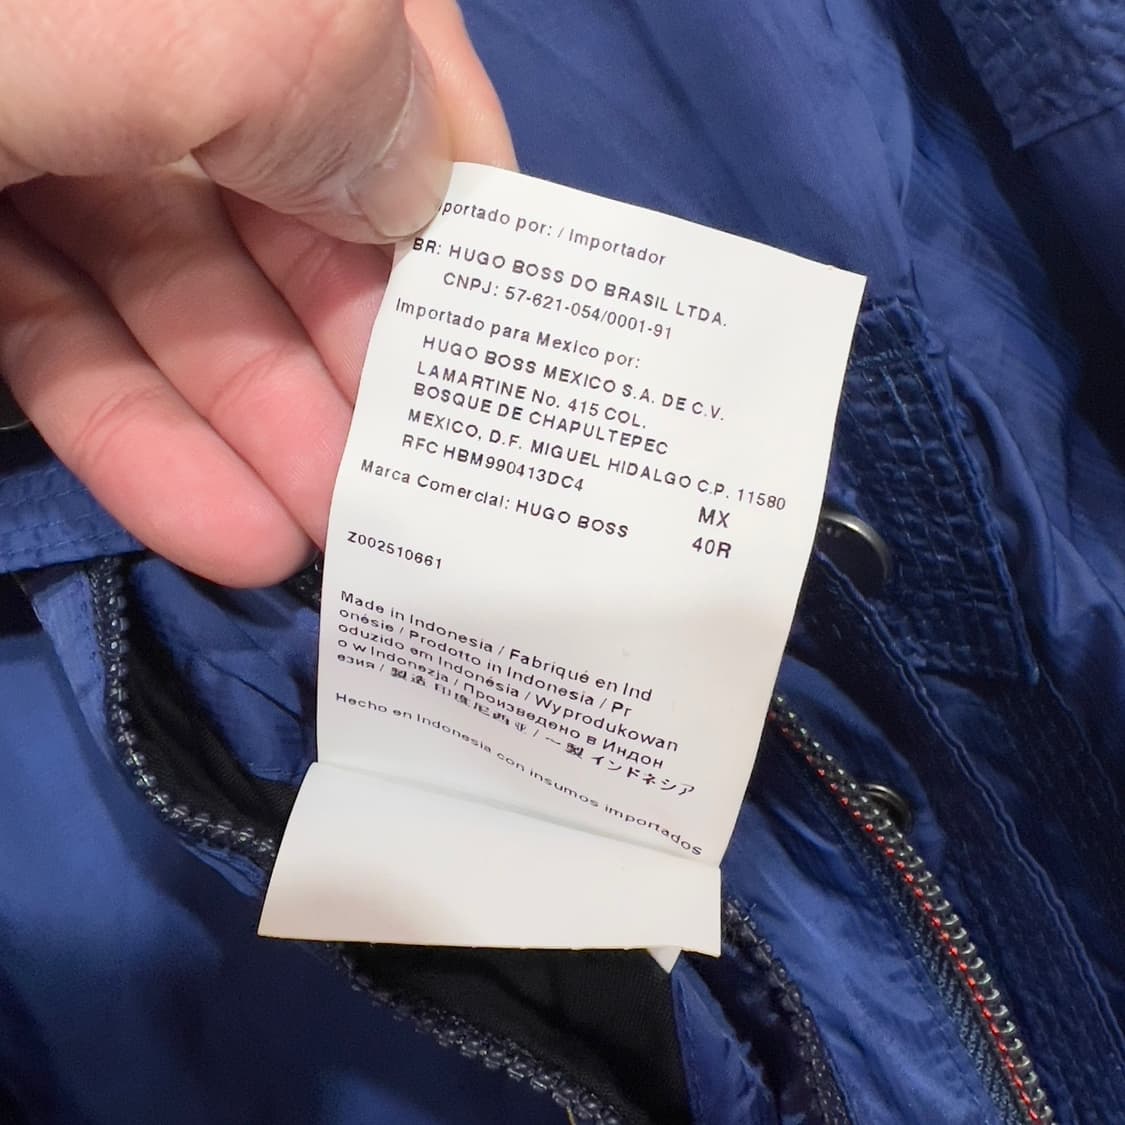 portado por: / Importador
BR: HUGO BOSS DO BRASIL LTDA.
CNPJ: 57-621-054/0001-91
Importado para Mexico por:
HUGO BOSS MEXICO S.A. DE C.V.
LAMARTINE No. 415 COL.
BOSQUE DE CHAPULTEPEC
MEXICO, D.F. MIGUEL HIDALGO C.P. 11580
RFC HBM990413DC4 MX
Marca Comercial: HUGO BOSS 40R
Z002510661
Made in Indonesia / Fabriqué en Ind
onésie / Prodotto in Indonesia / Pr
oduzido em Indonésia / Wyprodukowan
o w Indonezja / Произведено в Индон
езия / 製造 印度尼西亚 / 一製 インドネシア
Hecho en Indonesia con insumos importados